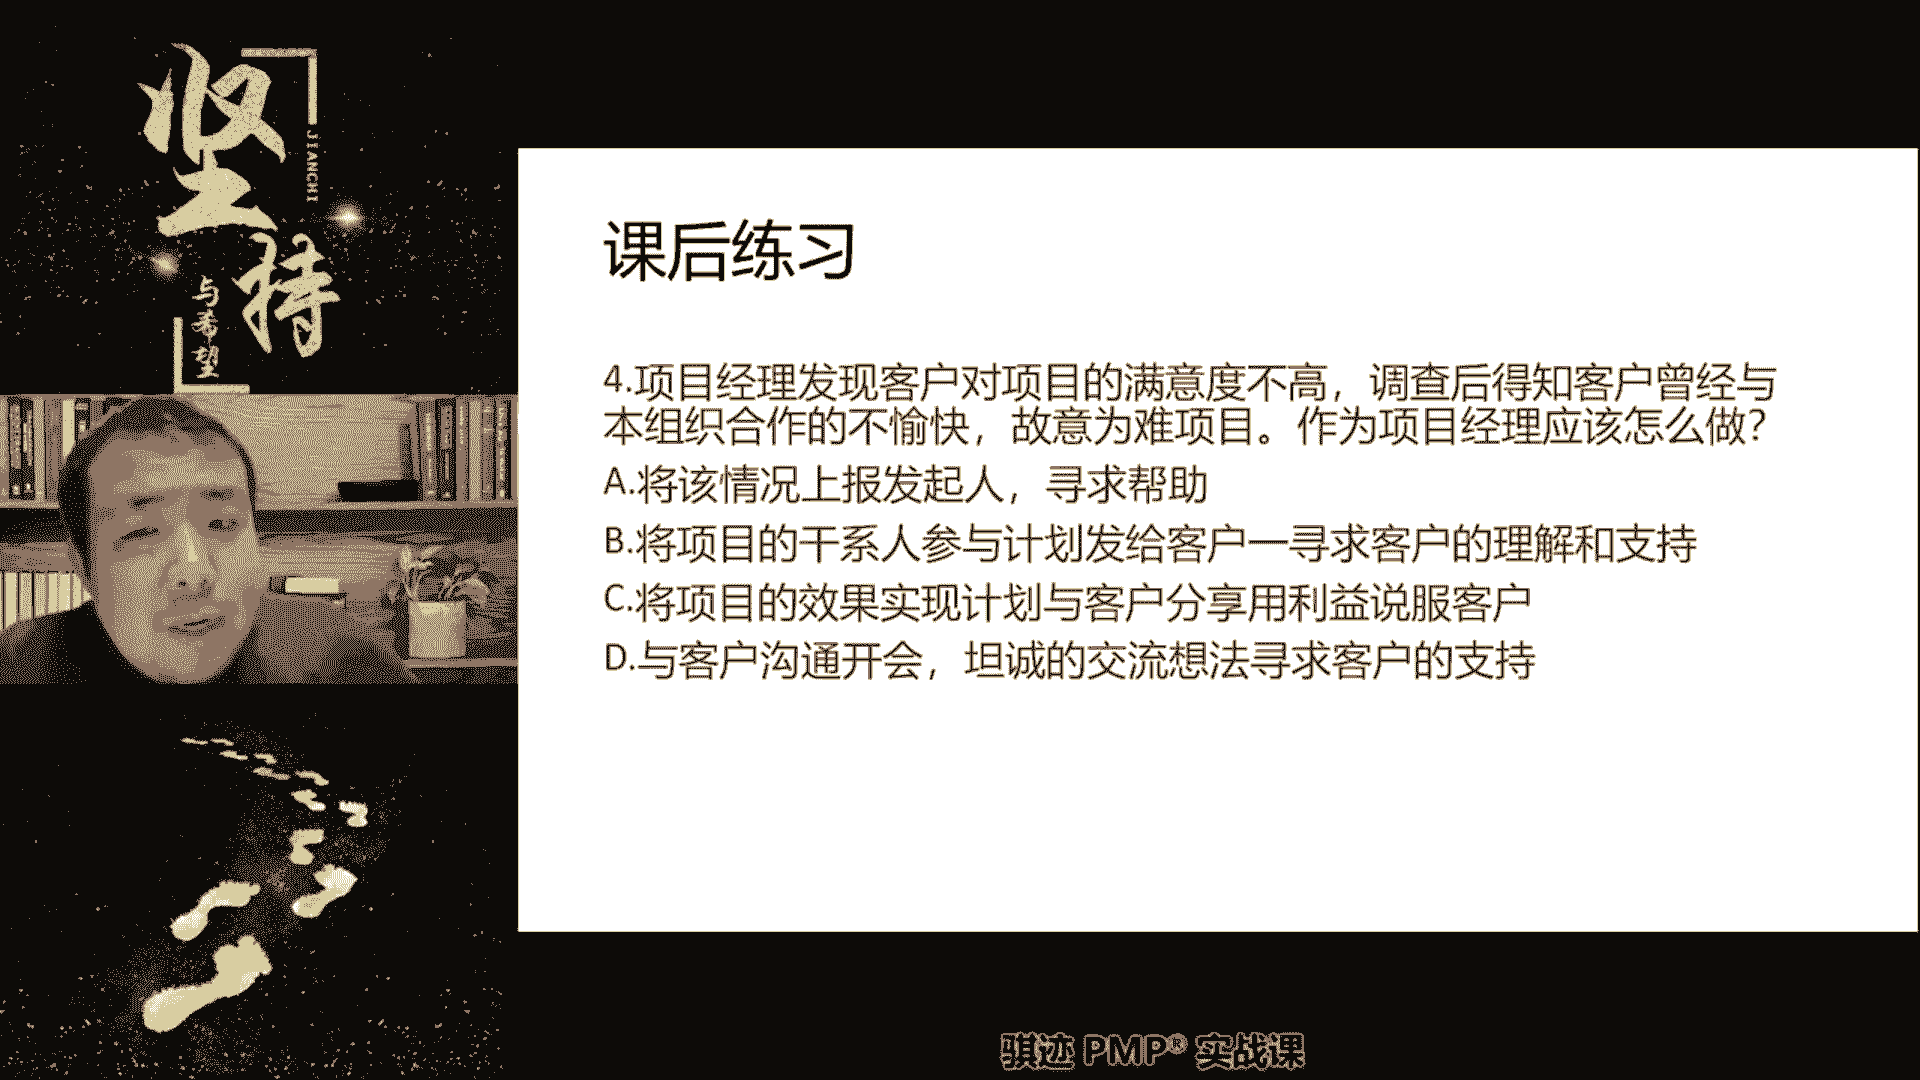 坚
持
JIANCHI
与希望
课后练习
4.项目经理发现客户对项目的满意度不高，调查后得知客户曾经与
本组织合作的不愉快，故意为难项目。作为项目经理应该怎么做？
A.将该情况上报发起人，寻求帮助
B.将项目的干系人参与计划发给客户一寻求客户的理解和支持
C.将项目的效果实现计划与客户分享用利益说服客户
D.与客户沟通开会，坦诚的交流想法寻求客户的支持
骐迹 PMP® 实战课